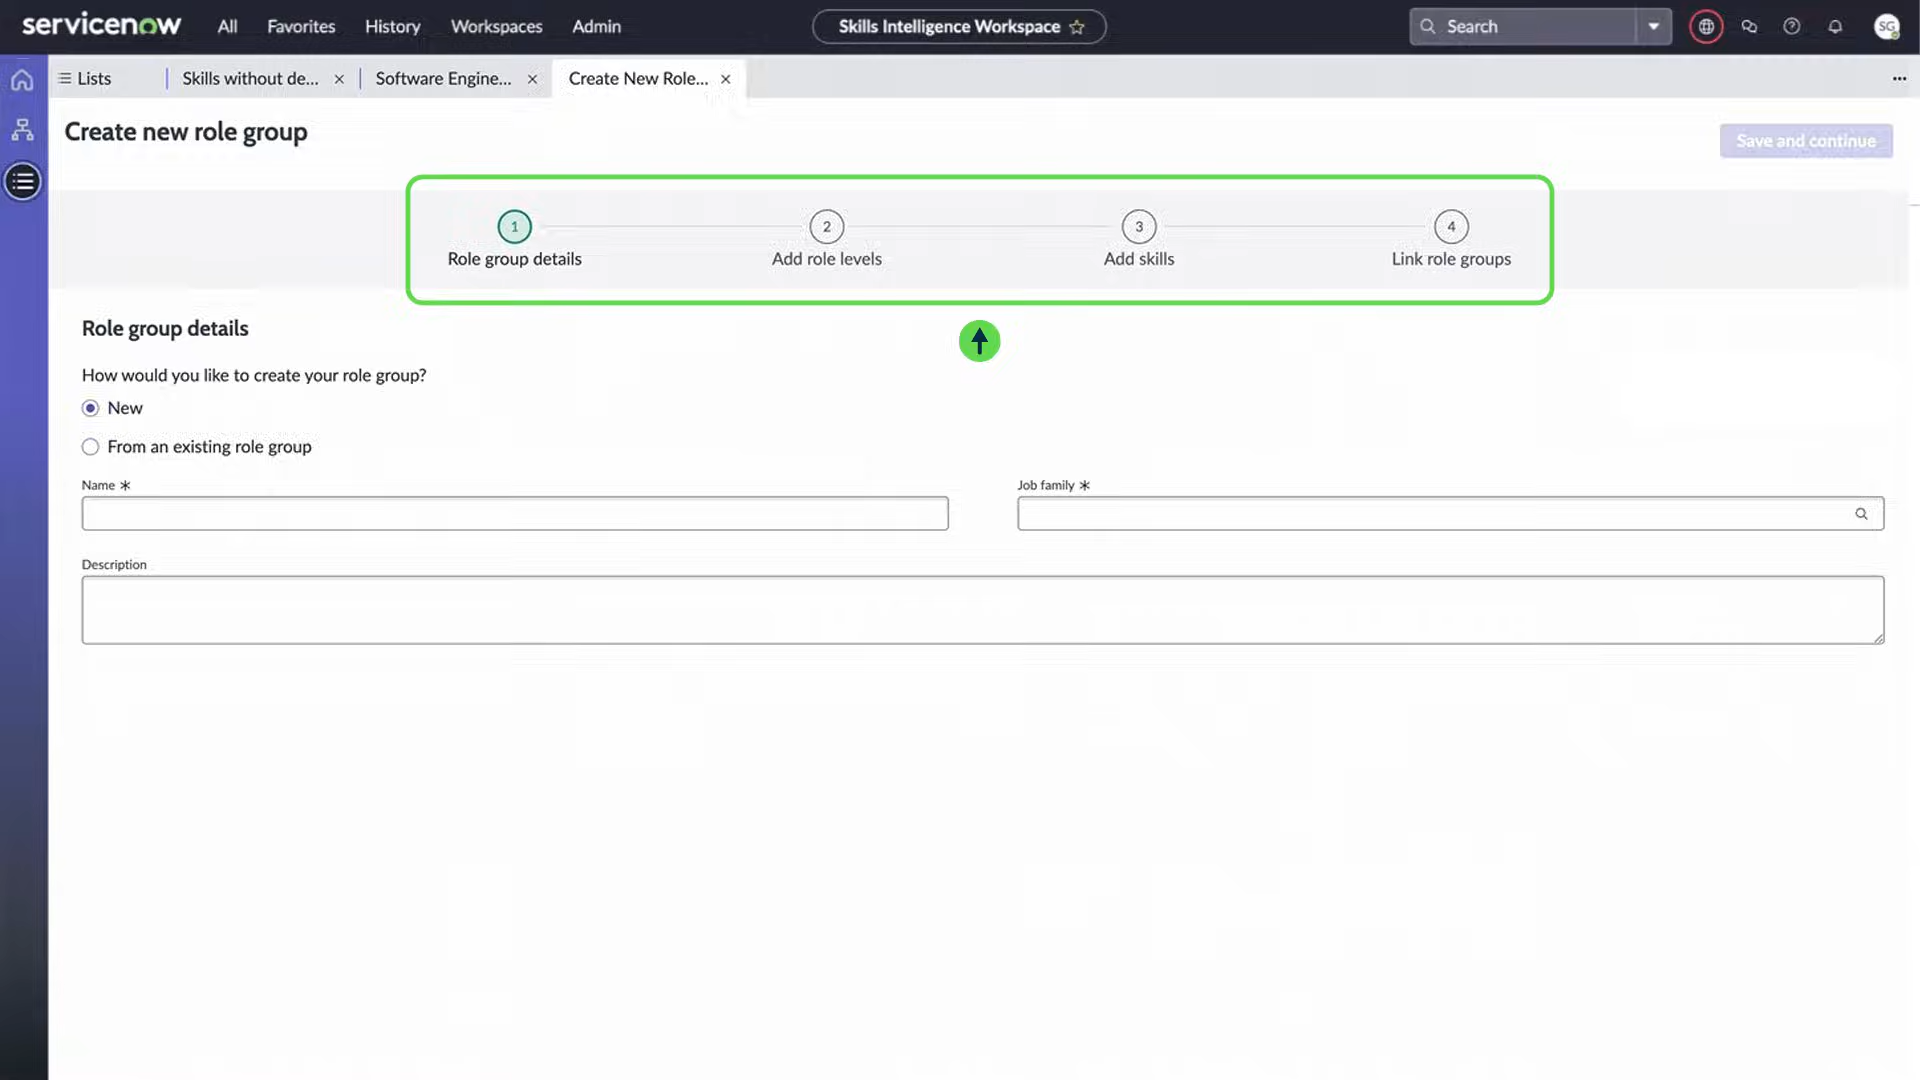 servicenow All Favorites History Workspaces Admin Skills Intelligence Workspace Search SG
Lists Skills without de... Software Engine... Create New Role...
Create new role group
Save and continue
1 2 3 4
Role group details Add role levels Add skills Link role groups
Role group details
How would you like to create your role group?
New
From an existing role group
Name * Job family *
Description